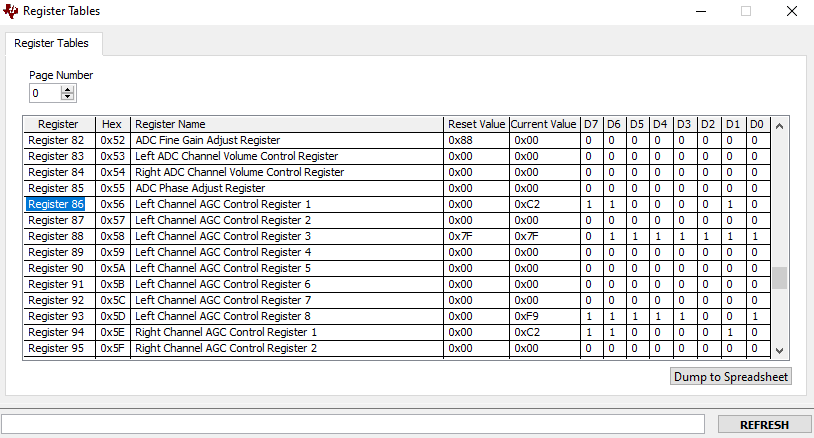 Register Tables
Register Tables
Page Number
0
Register Hex Register Name Reset Value Current Value D7 D6 D5 D4 D3 D2 D1 D0
Register 82 0x52 ADC Fine Gain Adjust Register 0x88 0x00 0 0 0 0 0 0 0 0
Register 83 0x53 Left ADC Channel Volume Control Register 0x00 0x00 0 0 0 0 0 0 0 0
Register 84 0x54 Right ADC Channel Volume Control Register 0x00 0x00 0 0 0 0 0 0 0 0
Register 85 0x55 ADC Phase Adjust Register 0x00 0x00 0 0 0 0 0 0 0 0
Register 86 0x56 Left Channel AGC Control Register 1 0x00 0xC2 1 1 0 0 0 0 1 0
Register 87 0x57 Left Channel AGC Control Register 2 0x00 0x00 0 0 0 0 0 0 0 0
Register 88 0x58 Left Channel AGC Control Register 3 0x7F 0x7F 0 1 1 1 1 1 1 1
Register 89 0x59 Left Channel AGC Control Register 4 0x00 0x00 0 0 0 0 0 0 0 0
Register 90 0x5A Left Channel AGC Control Register 5 0x00 0x00 0 0 0 0 0 0 0 0
Register 91 0x5B Left Channel AGC Control Register 6 0x00 0x00 0 0 0 0 0 0 0 0
Register 92 0x5C Left Channel AGC Control Register 7 0x00 0x00 0 0 0 0 0 0 0 0
Register 93 0x5D Left Channel AGC Control Register 8 0x00 0xF9 1 1 1 1 1 0 0 1
Register 94 0x5E Right Channel AGC Control Register 1 0x00 0xC2 1 1 0 0 0 0 1 0
Register 95 0x5F Right Channel AGC Control Register 2 0x00 0x00 0 0 0 0 0 0 0 0
Dump to Spreadsheet
REFRESH